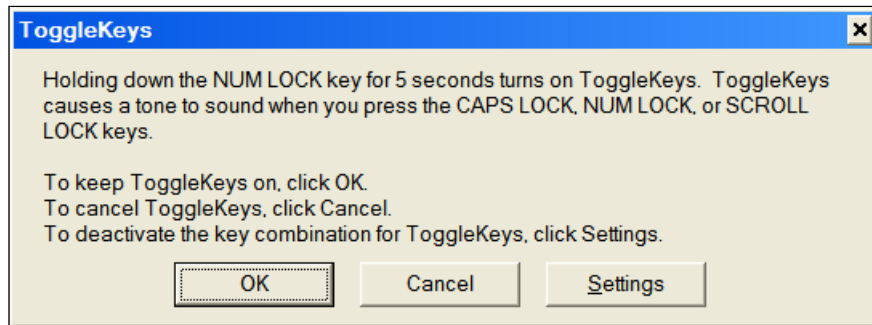 ToggleKeys
Holding down the NUM LOCK key for 5 seconds turns on ToggleKeys. ToggleKeys
causes a tone to sound when you press the CAPS LOCK, NUM LOCK, or SCROLL
LOCK keys.
To keep ToggleKeys on, click OK.
To cancel ToggleKeys, click Cancel.
To deactivate the key combination for ToggleKeys, click Settings.
OK Cancel Settings